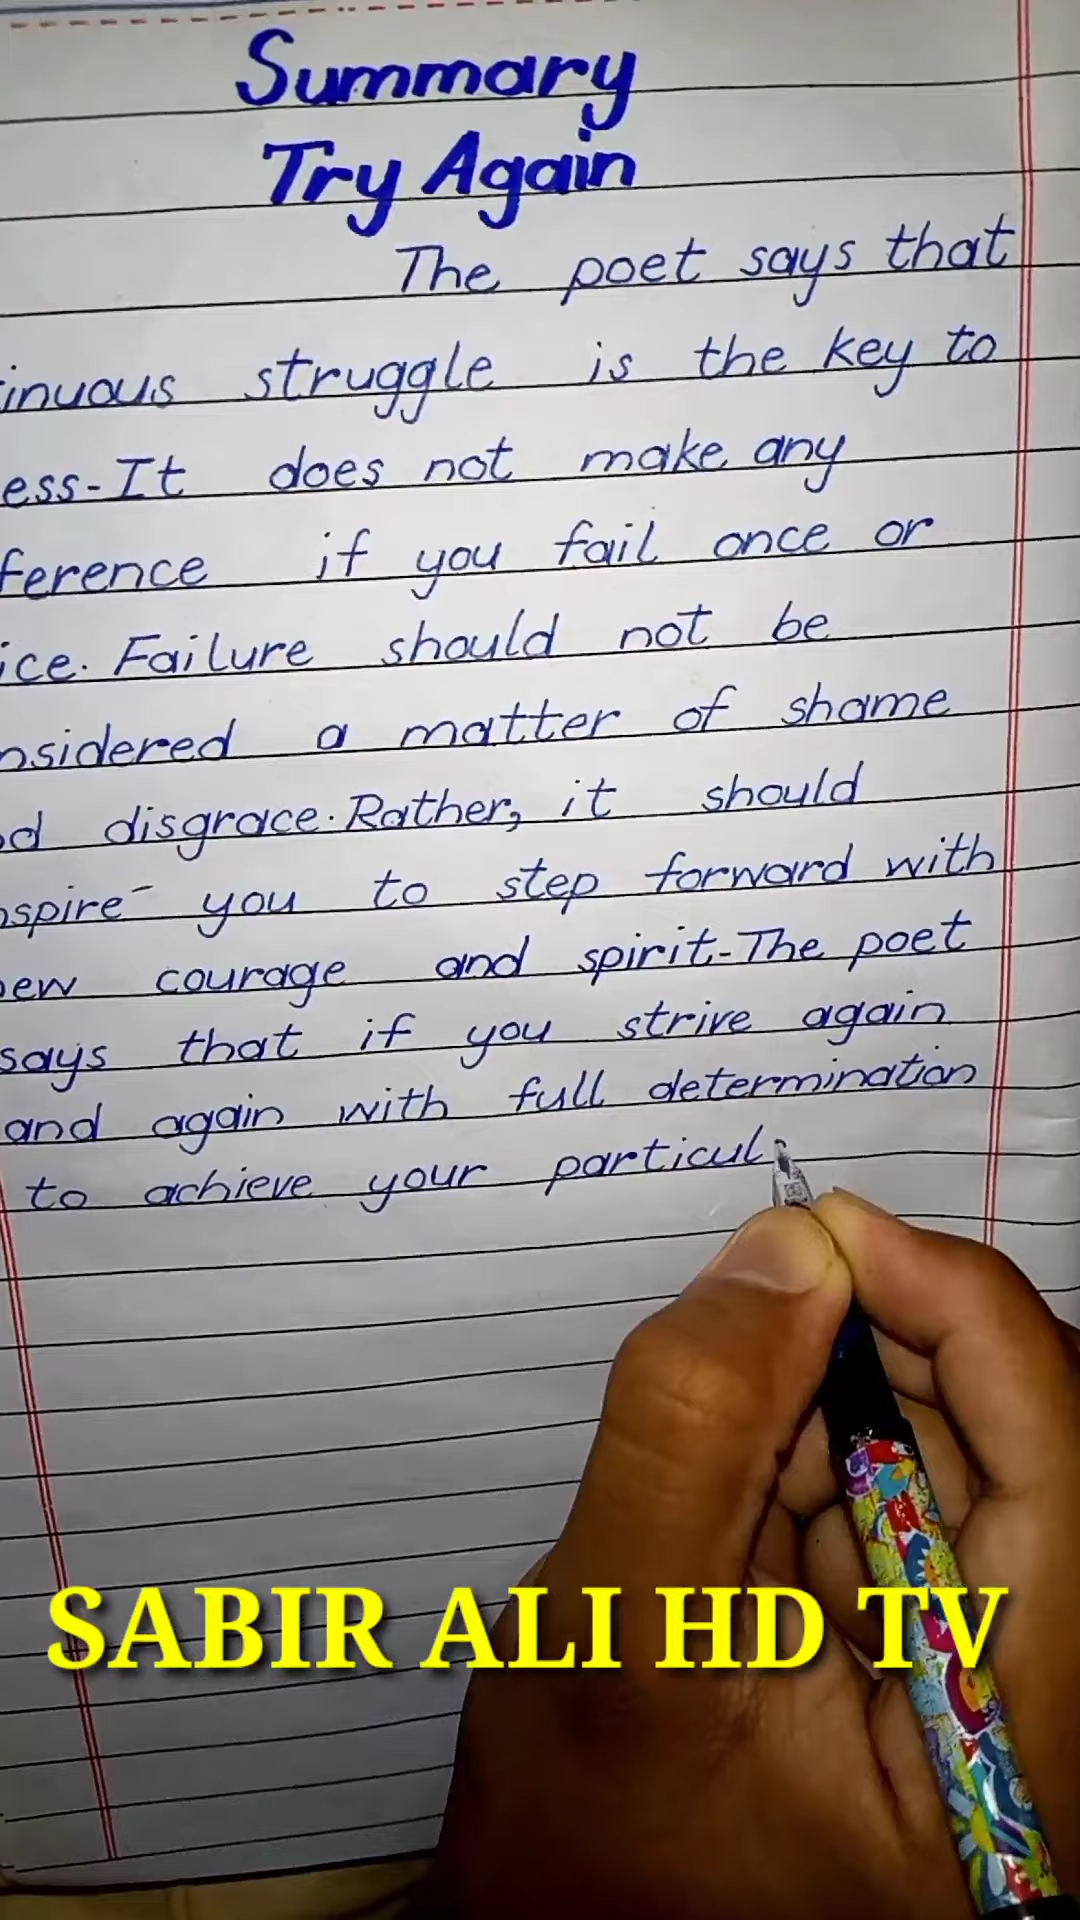 Summary
Try Again
The poet says that
inuous struggle is the key to
ess-It does not make any
ference if you fail once or
ice. Failure should not be
nsidered a matter of shame
d disgrace. Rather, it should
spire you to step forward with
ew courage and spirit-The poet
says that if you strive again
and again with full determination
to achieve your particul
SABIR ALI HD TV